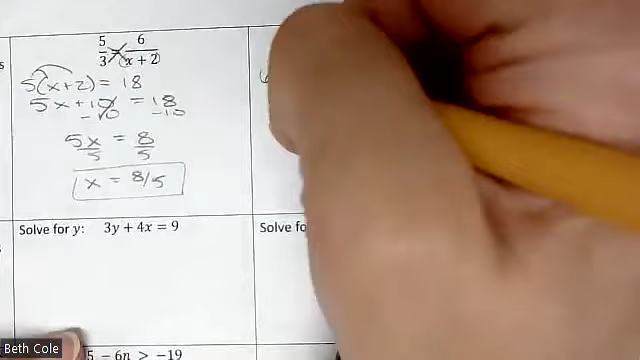 5/3 = 6/(x + 2)
5(x+2) = 18
5x + 10 = 18
-10 -10
5x/5 = 8/5
x = 8/5
Solve for y: 3y + 4x = 9
Solve fo
5 − 6n > −19
Beth Cole